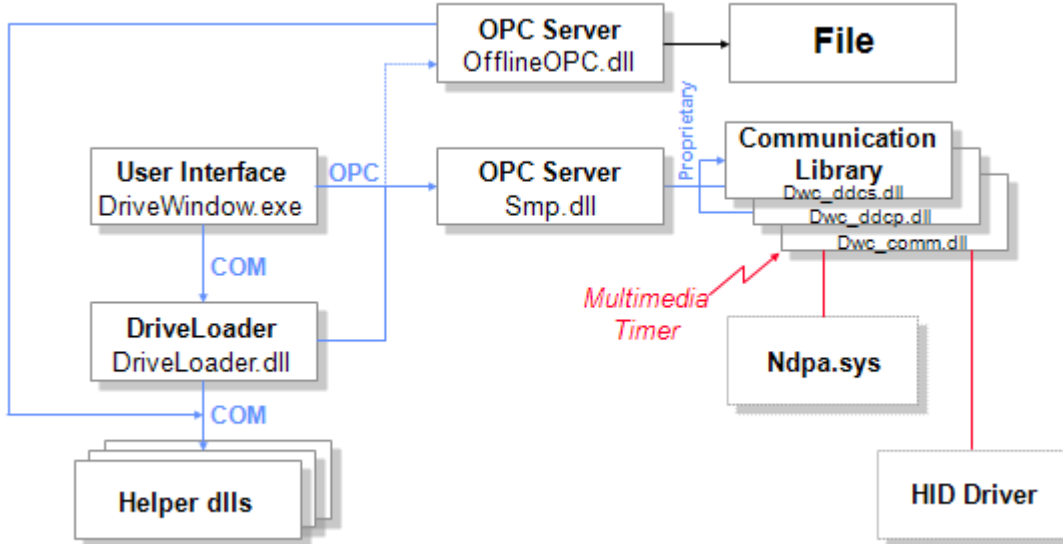 OPC Server
OfflineOPC.dll
File
Proprietary
Communication
Library
Dwc_ddcs.dll
Dwc_ddcp.dll
Dwc_comm.dll
User Interface
DriveWindow.exe
OPC
OPC Server
Smp.dll
COM
Multimedia
Timer
DriveLoader
DriveLoader.dll
Ndpa.sys
COM
Helper dlls
HID Driver